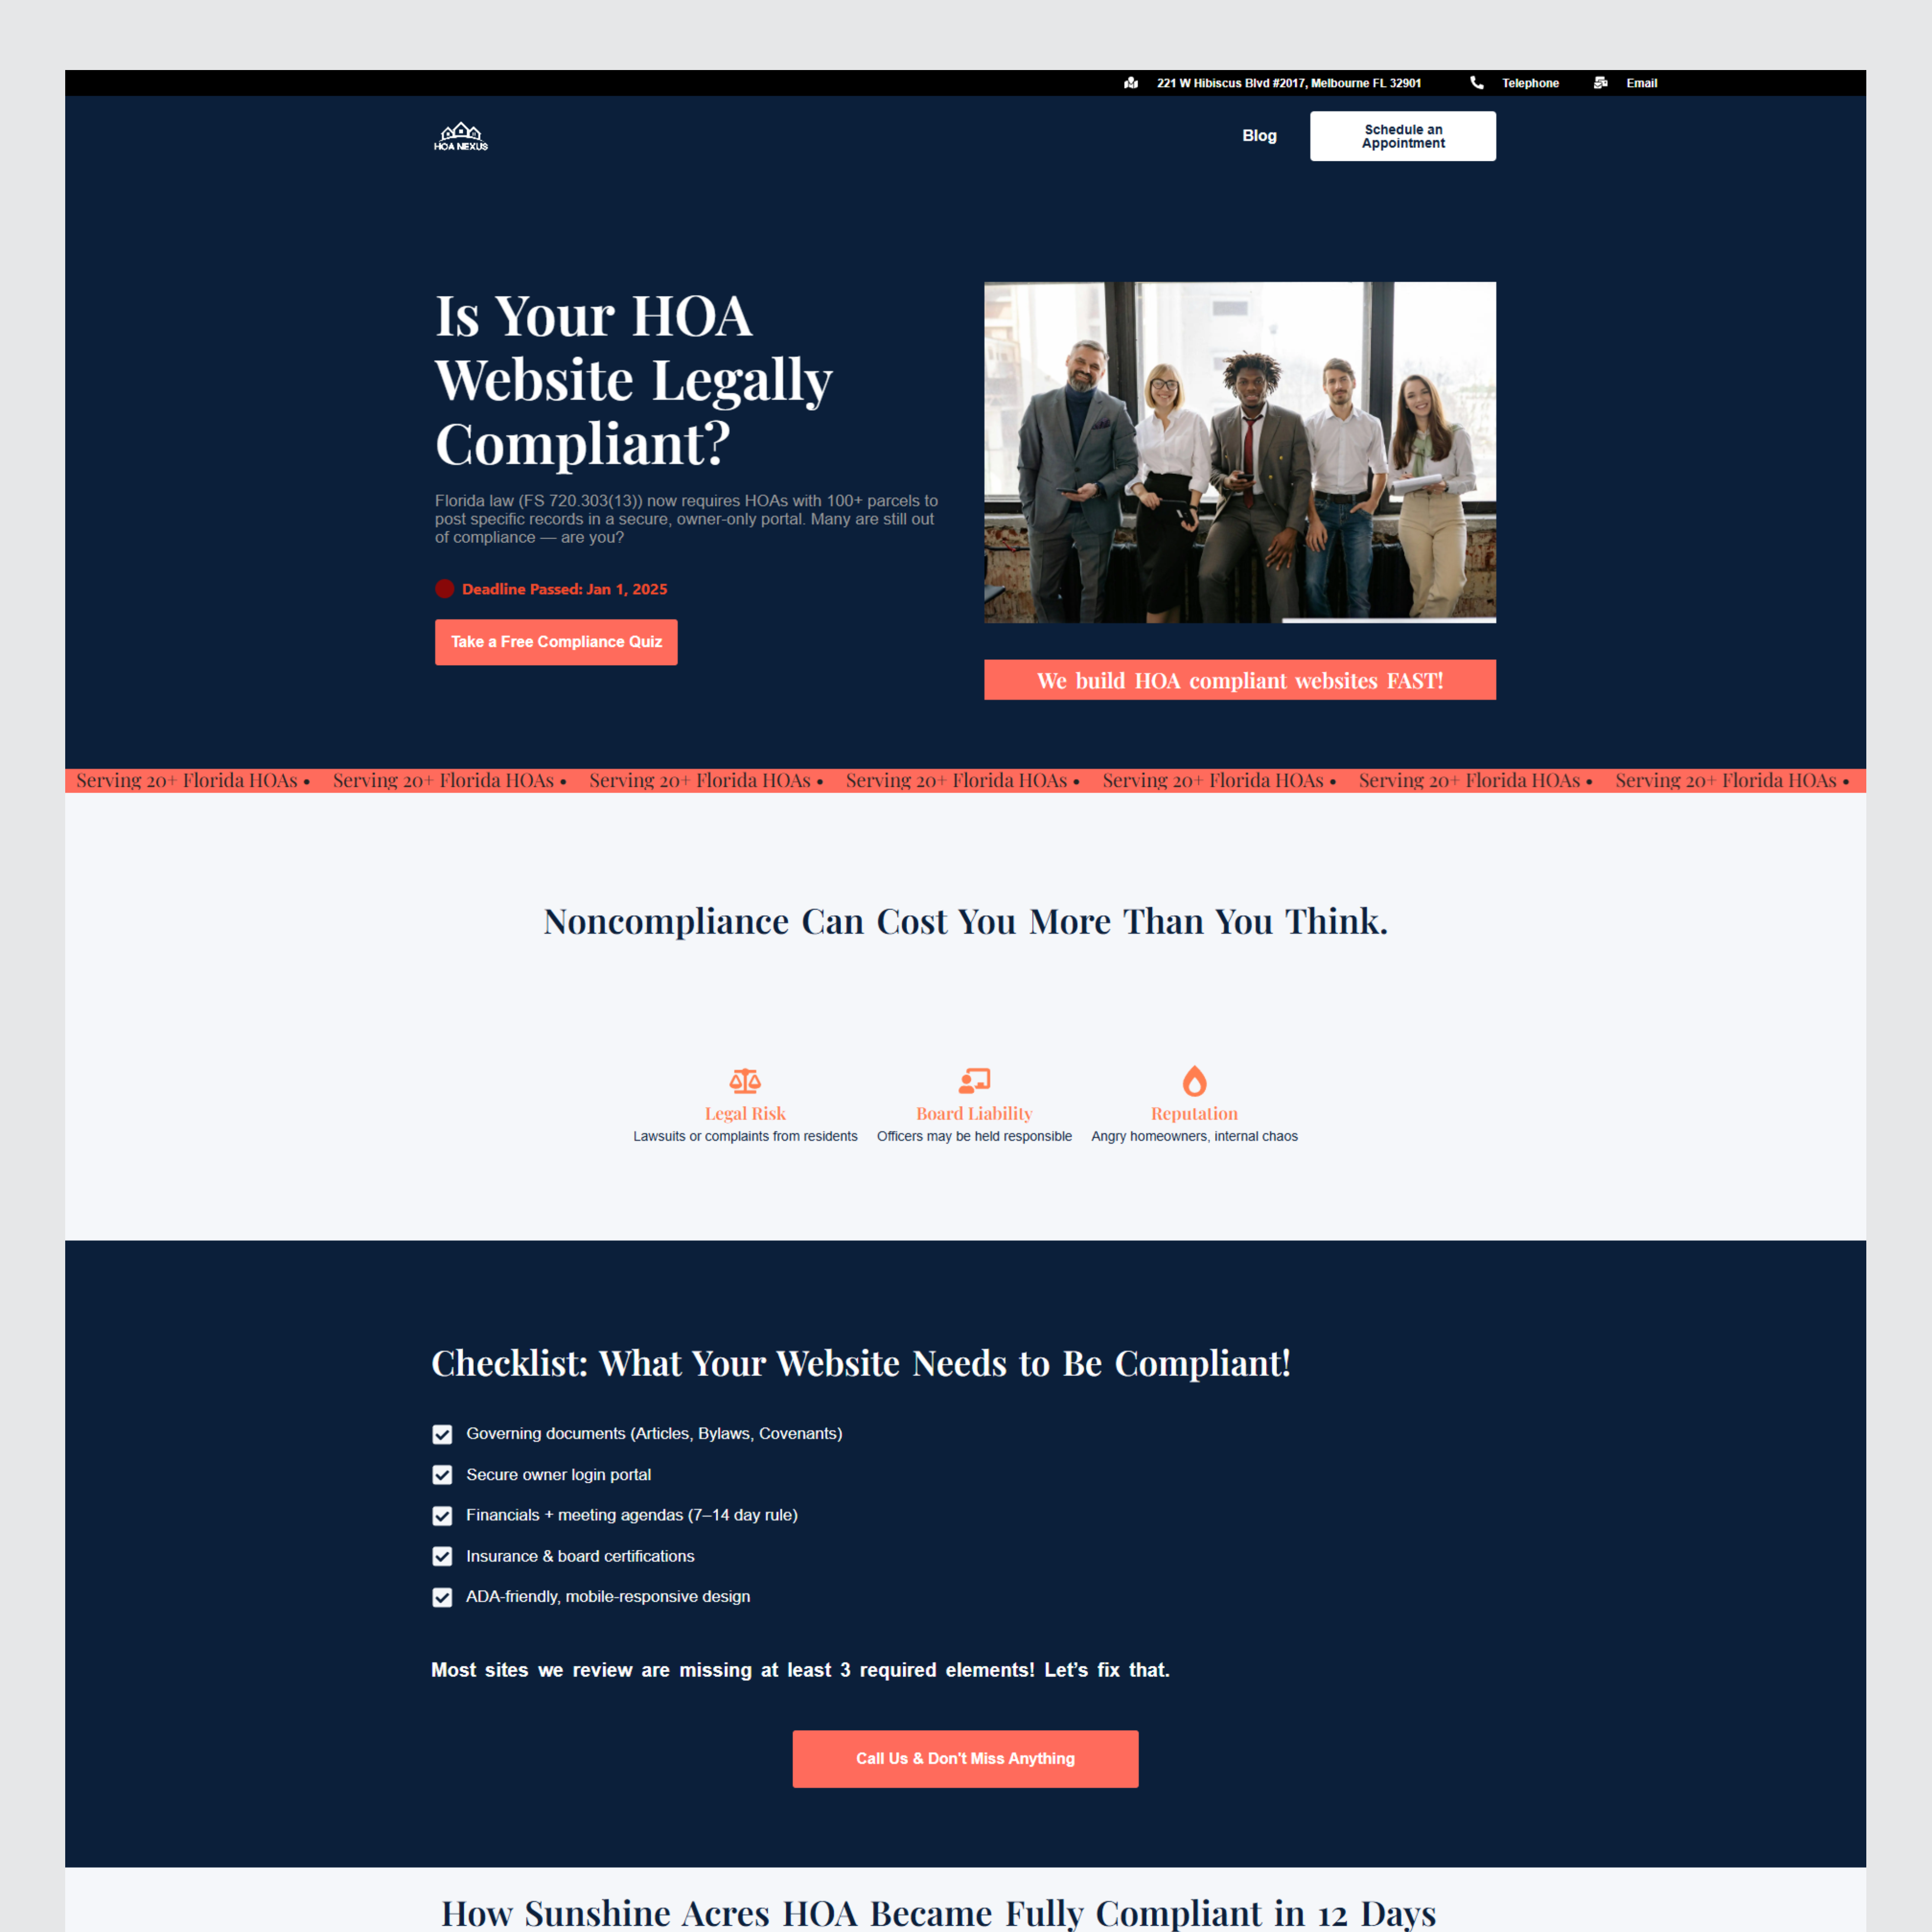 221 W Hibiscus Blvd #2017, Melbourne FL 32901 Telephone Email
HOA NEXUS
Blog
Schedule an
Appointment
Is Your HOA
Website Legally
Compliant?
Florida law (FS 720.303(13)) now requires HOAs with 100+ parcels to
post specific records in a secure, owner-only portal. Many are still out
of compliance — are you?
Deadline Passed: Jan 1, 2025
Take a Free Compliance Quiz
We build HOA compliant websites FAST!
Serving 20+ Florida HOAs • Serving 20+ Florida HOAs • Serving 20+ Florida HOAs • Serving 20+ Florida HOAs • Serving 20+ Florida HOAs • Serving 20+ Florida HOAs • Serving 20+ Florida HOAs •
Noncompliance Can Cost You More Than You Think.
Legal Risk
Lawsuits or complaints from residents
Board Liability
Officers may be held responsible
Reputation
Angry homeowners, internal chaos
Checklist: What Your Website Needs to Be Compliant!
Governing documents (Articles, Bylaws, Covenants)
Secure owner login portal
Financials + meeting agendas (7–14 day rule)
Insurance & board certifications
ADA-friendly, mobile-responsive design
Most sites we review are missing at least 3 required elements! Let’s fix that.
Call Us & Don't Miss Anything
How Sunshine Acres HOA Became Fully Compliant in 12 Days